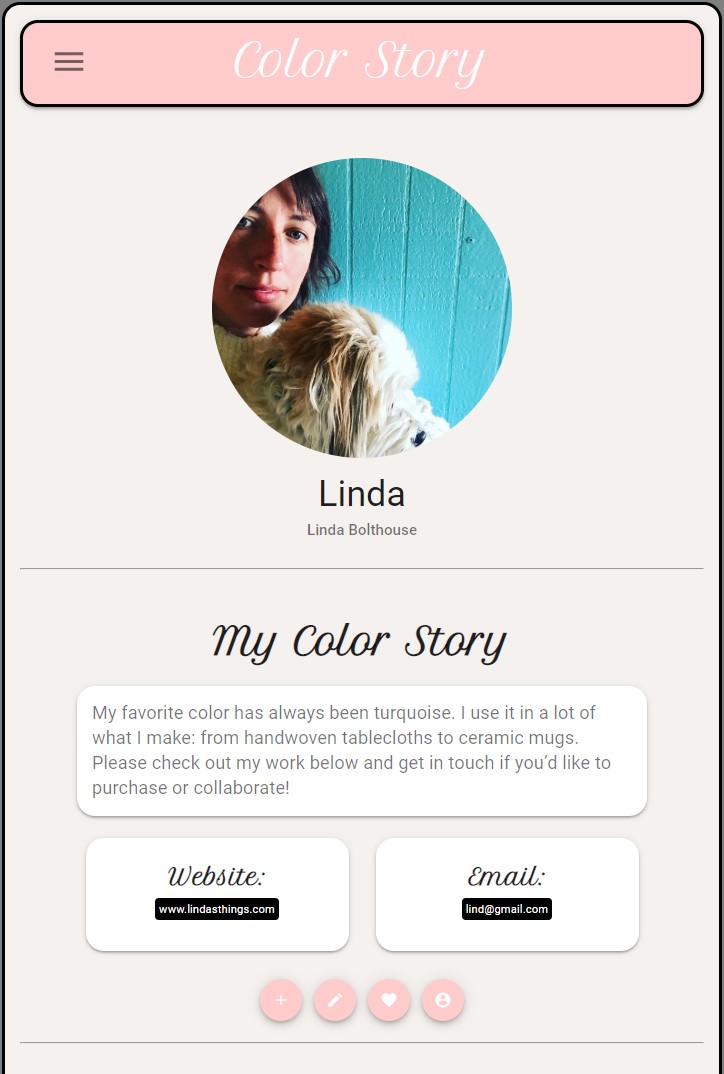 Color Story
Linda
Linda Bolthouse
My Color Story
My favorite color has always been turquoise. I use it in a lot of
what I make: from handwoven tablecloths to ceramic mugs.
Please check out my work below and get in touch if you’d like to
purchase or collaborate!
Website:
www.lindasthings.com
Email:
lind@gmail.com